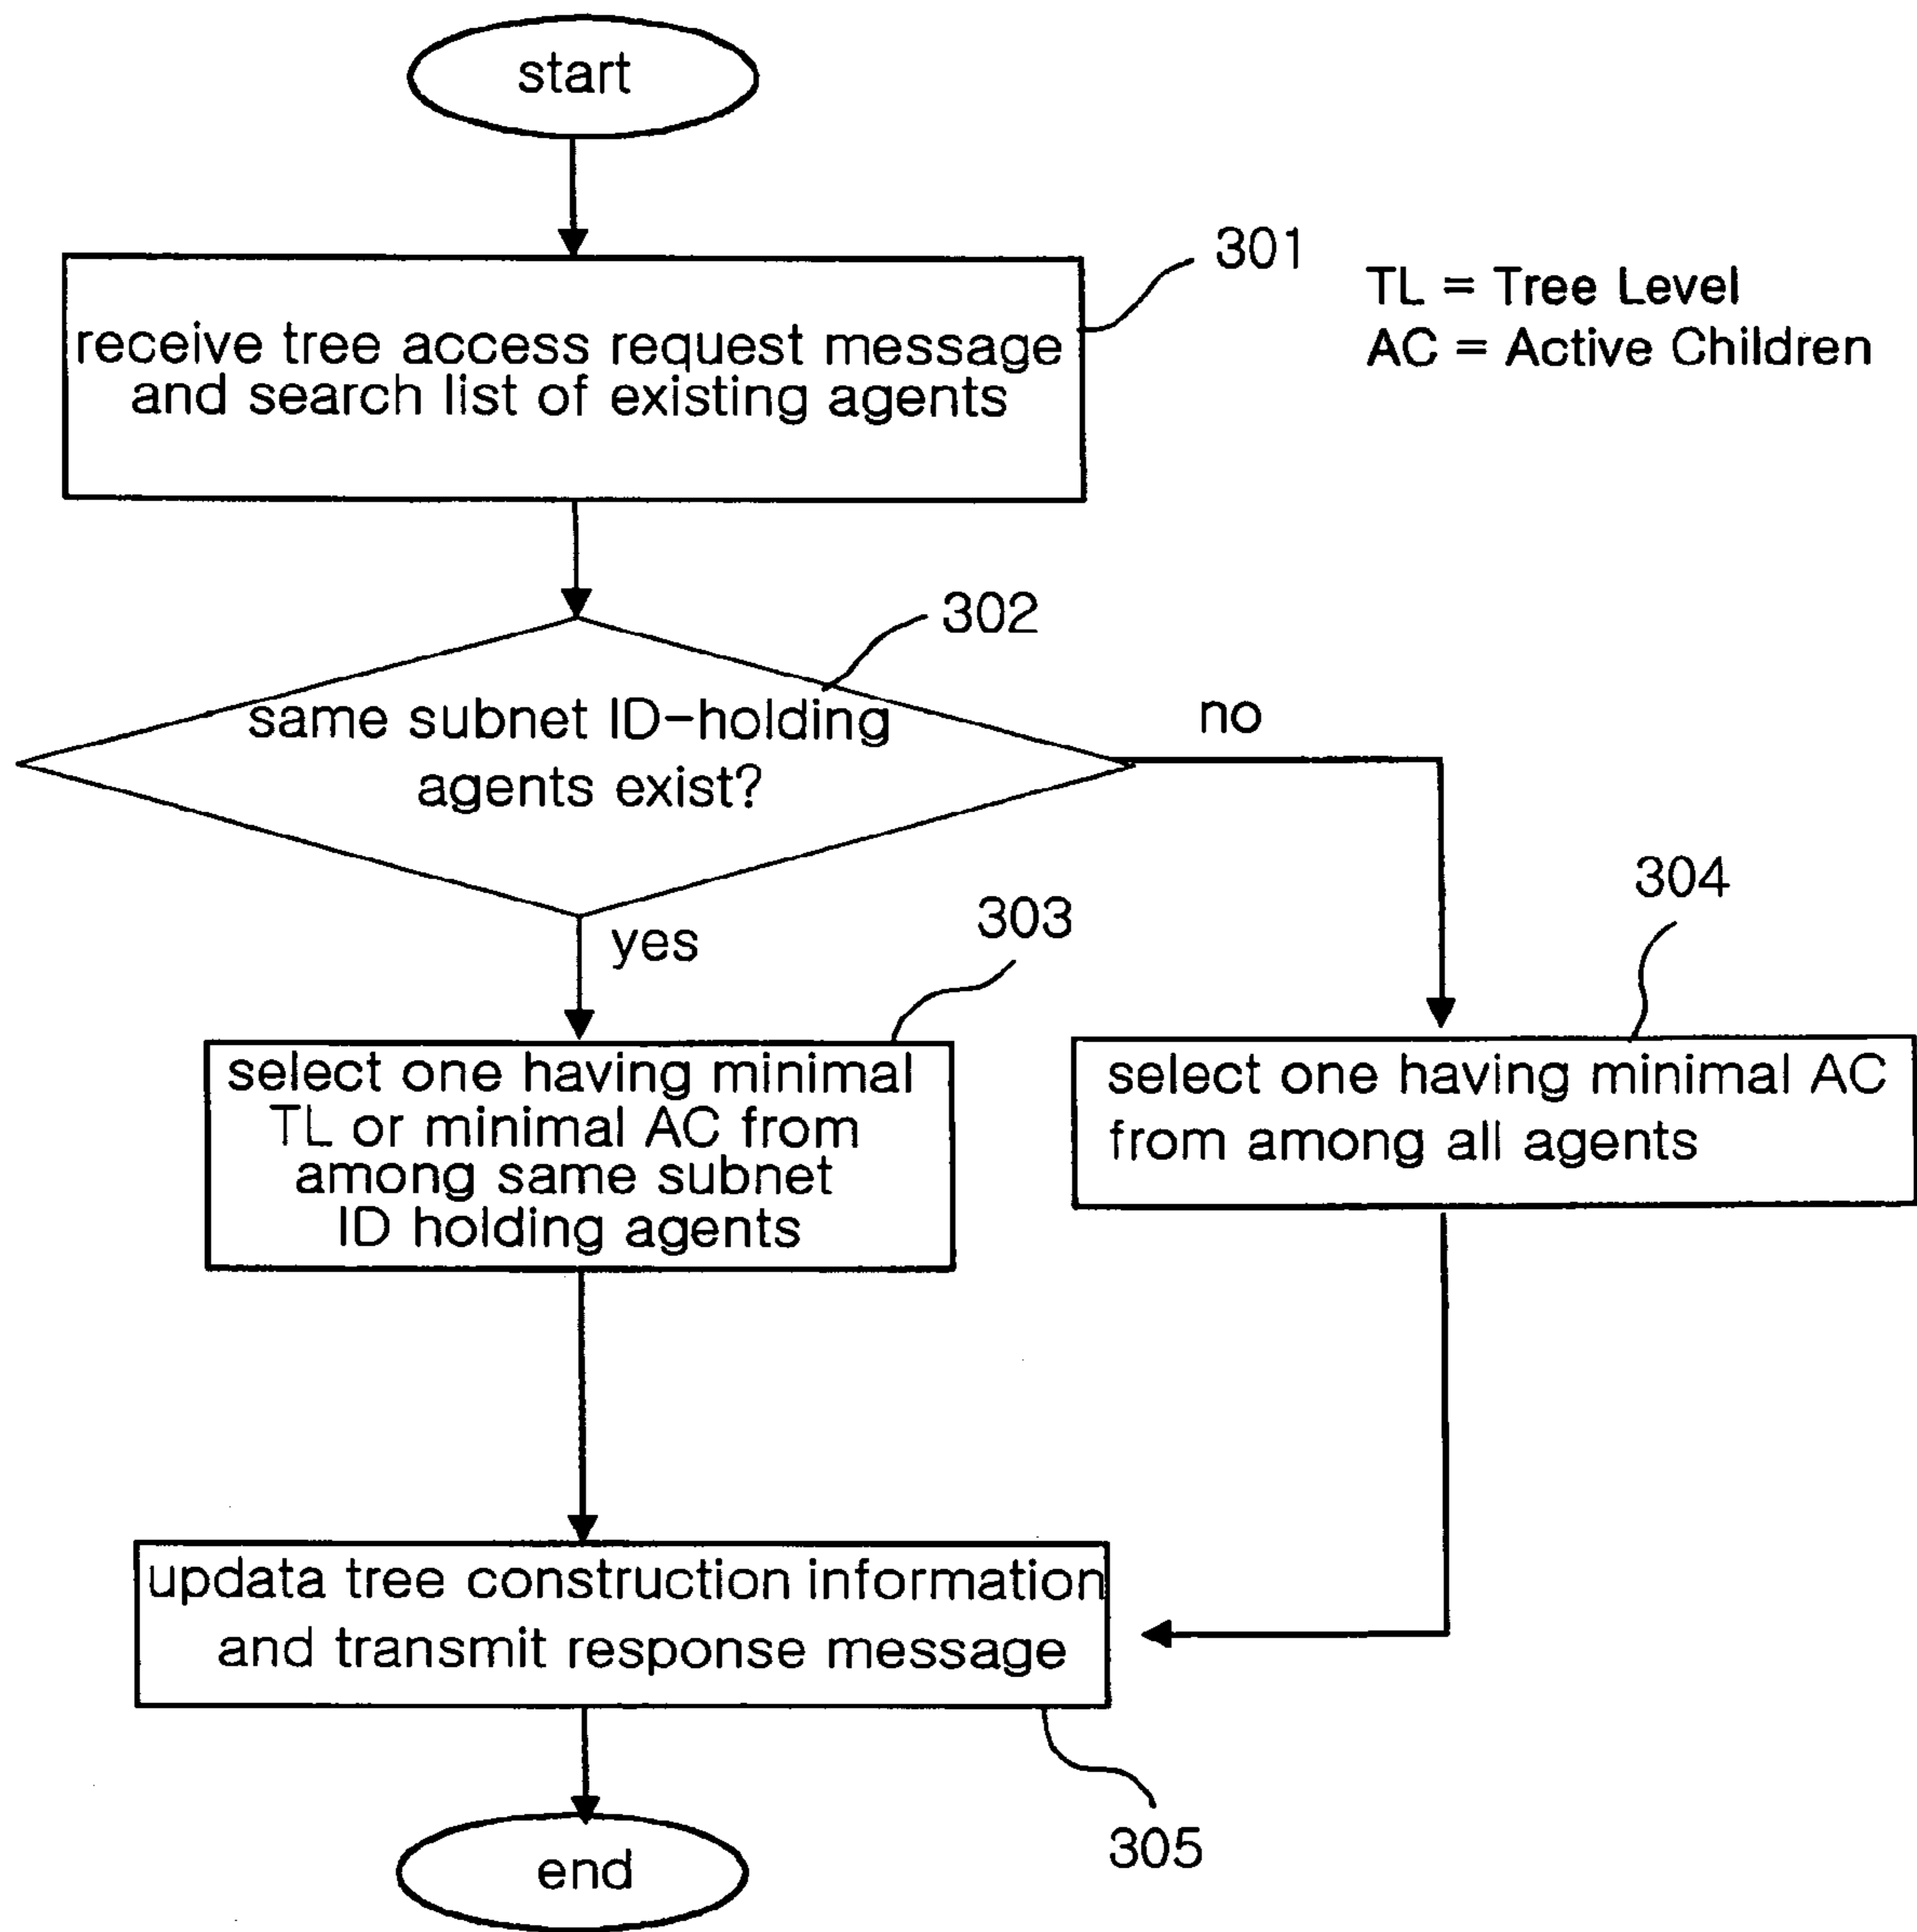 start
301
TL = Tree Level
AC = Active Children
receive tree access request message
and search list of existing agents
302
same subnet ID-holding
agents exist?
no
yes
303
304
select one having minimal
TL or minimal AC from
among same subnet
ID holding agents
select one having minimal AC
from among all agents
updata tree construction information
and transmit response message
305
end